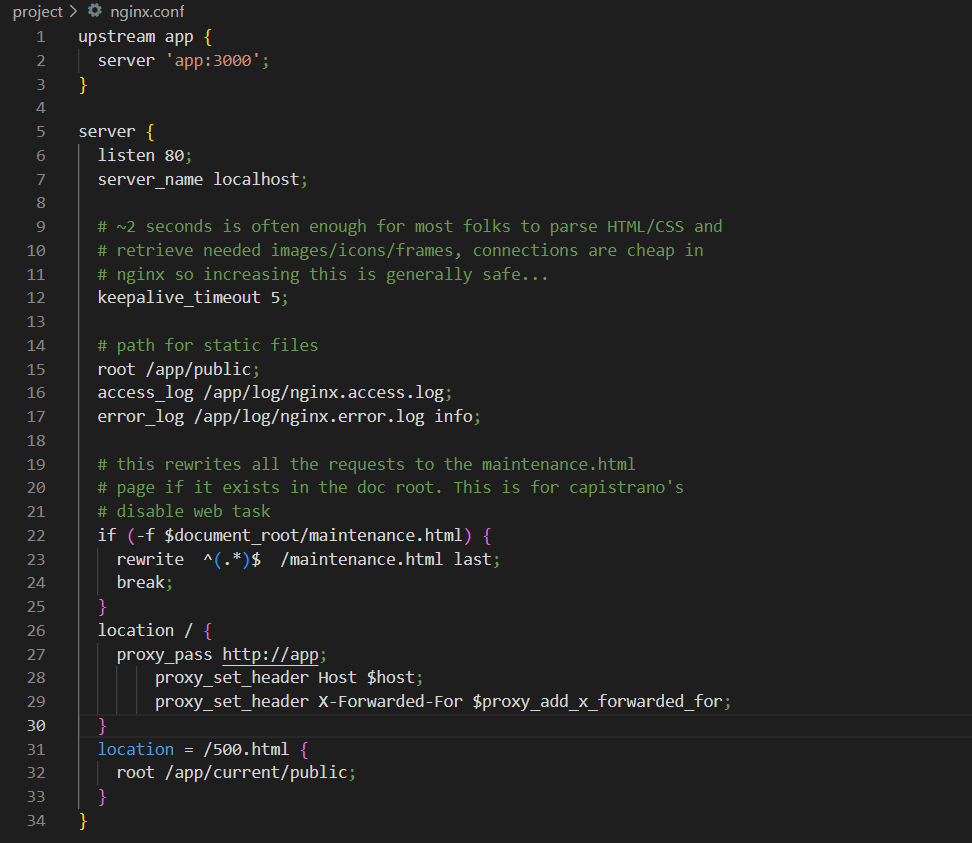 project > nginx.conf
1 upstream app {
2   server 'app:3000';
3 }
4
5 server {
6   listen 80;
7   server_name localhost;
8
9   # ~2 seconds is often enough for most folks to parse HTML/CSS and
10   # retrieve needed images/icons/frames, connections are cheap in
11   # nginx so increasing this is generally safe...
12   keepalive_timeout 5;
13
14   # path for static files
15   root /app/public;
16   access_log /app/log/nginx.access.log;
17   error_log /app/log/nginx.error.log info;
18
19   # this rewrites all the requests to the maintenance.html
20   # page if it exists in the doc root. This is for capistrano's
21   # disable web task
22   if (-f $document_root/maintenance.html) {
23     rewrite  ^(.*)$  /maintenance.html last;
24     break;
25   }
26   location / {
27     proxy_pass http://app;
28         proxy_set_header Host $host;
29         proxy_set_header X-Forwarded-For $proxy_add_x_forwarded_for;
30   }
31   location = /500.html {
32     root /app/current/public;
33   }
34 }